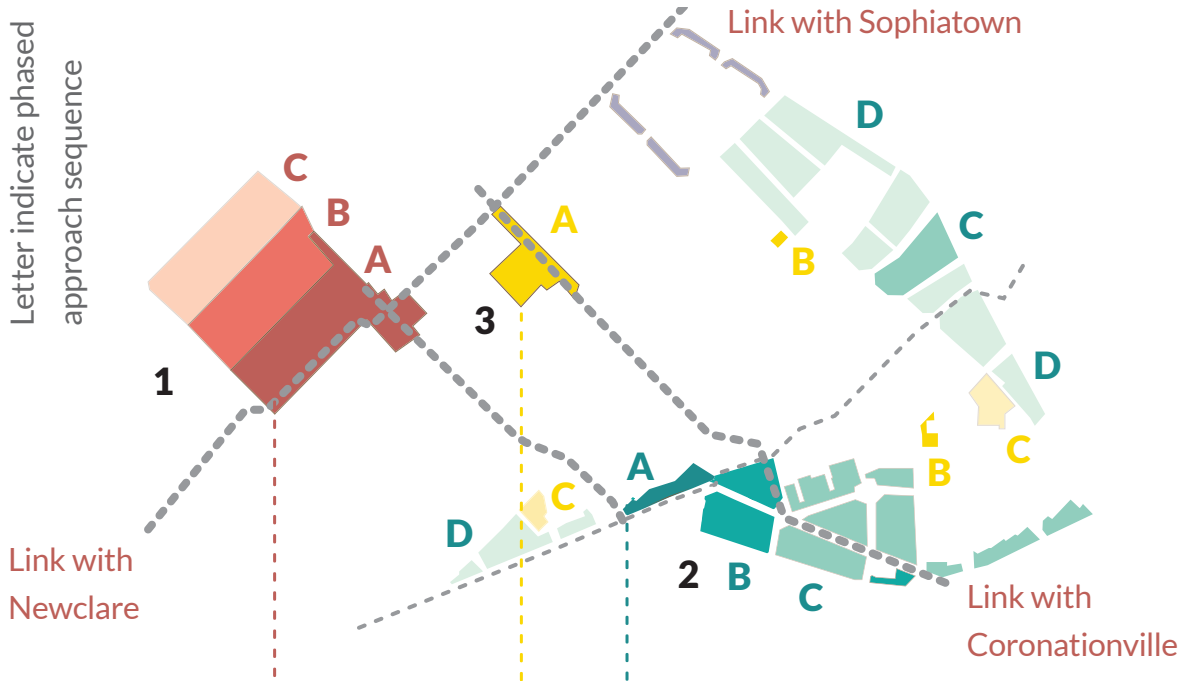 Letter indicate phased
approach sequence
Link with Sophiatown
D
C
B
A
A
C
B
3
1
D
C
B
A
C
D
2
B
C
Link with
Newclare
Link with
Coronationville